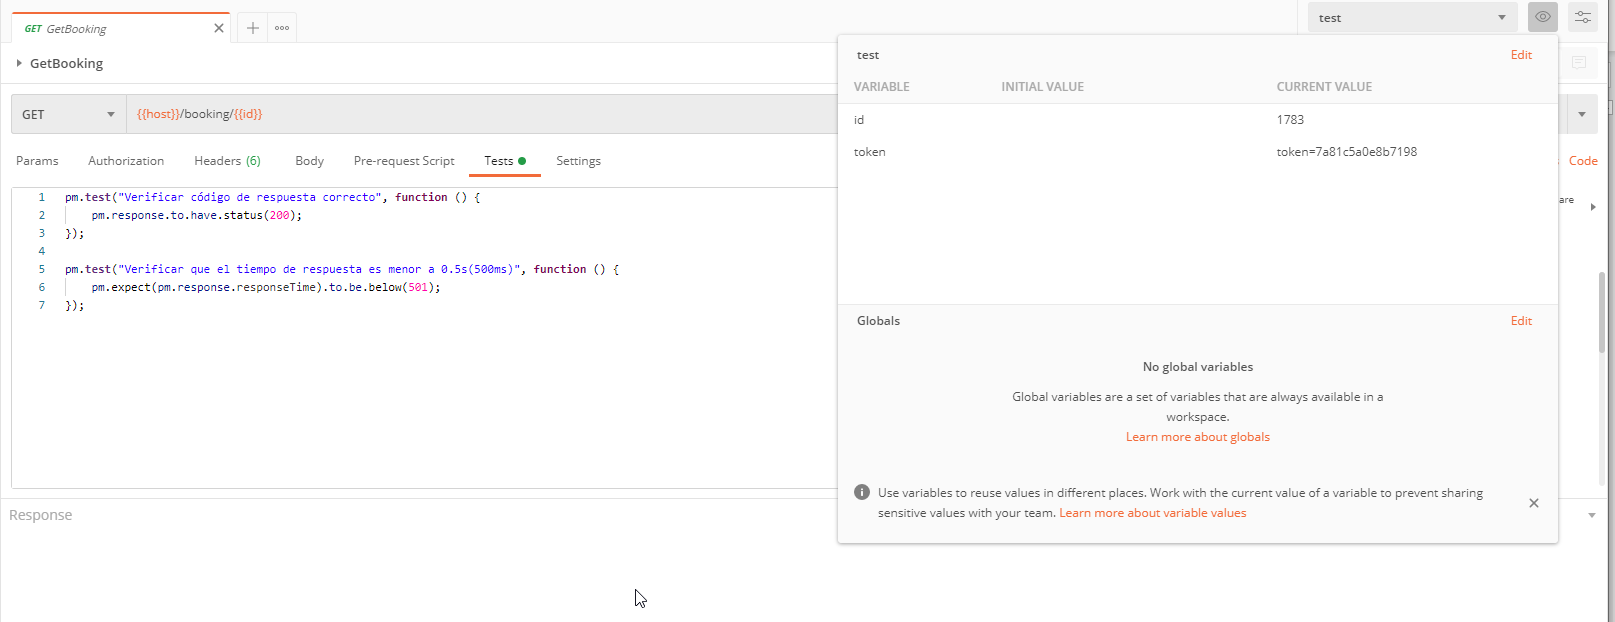 GET GetBooking
test
GetBooking
GET {{host}}/booking/{{id}}
Params Authorization Headers (6) Body Pre-request Script Tests Settings
Code
are
1 pm.test("Verificar código de respuesta correcto", function () {
2 pm.response.to.have.status(200);
3 });
4
5 pm.test("Verificar que el tiempo de respuesta es menor a 0.5s(500ms)", function () {
6 pm.expect(pm.response.responseTime).to.be.below(501);
7 });
Response
test Edit
VARIABLE INITIAL VALUE CURRENT VALUE
id 1783
token token=7a81c5a0e8b7198
Globals Edit
No global variables
Global variables are a set of variables that are always available in a
workspace.
Learn more about globals
Use variables to reuse values in different places. Work with the current value of a variable to prevent sharing
sensitive values with your team. Learn more about variable values